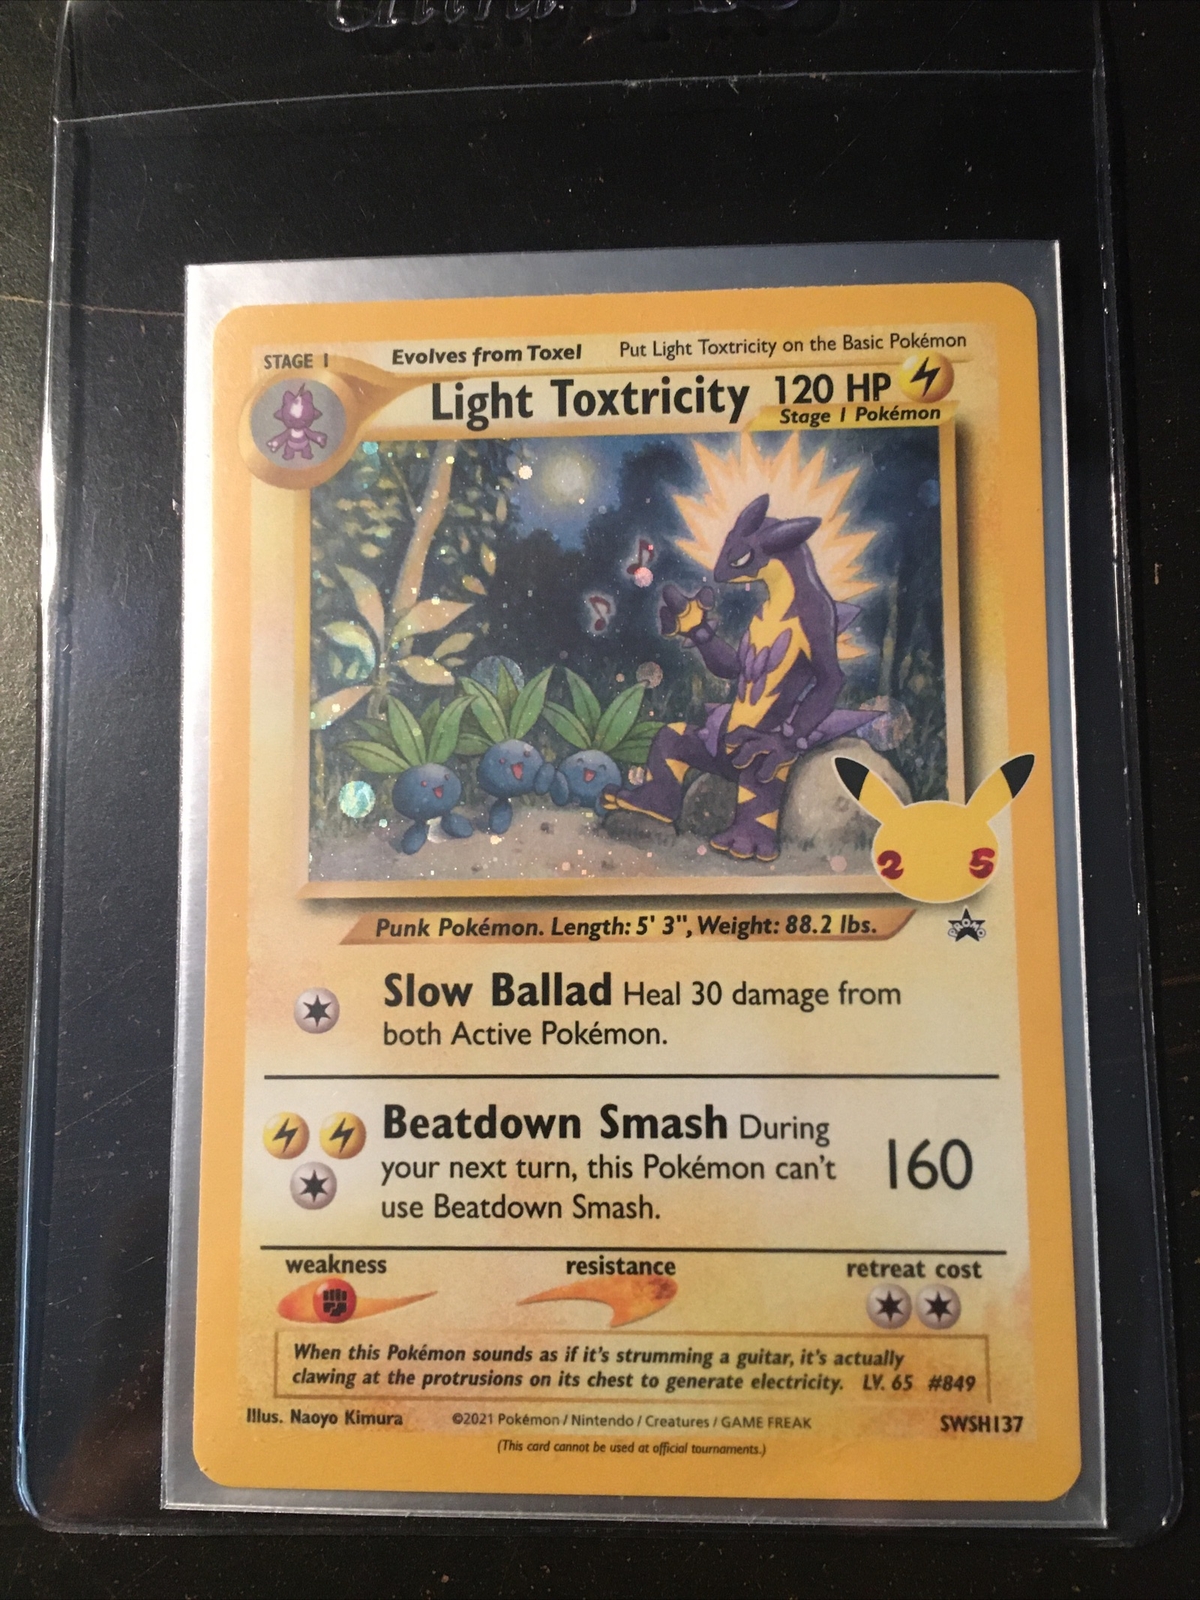 STAGE 1
Evolves from Toxel
Put Light Toxtricity on the Basic Pokémon
Light Toxtricity
120 HP
Stage 1 Pokémon
25
Punk Pokémon. Length: 5' 3", Weight: 88.2 lbs.
PROMO
Slow Ballad Heal 30 damage from
both Active Pokémon.
Beatdown Smash During
your next turn, this Pokémon can't
use Beatdown Smash.
160
weakness
resistance
retreat cost
When this Pokémon sounds as if it's strumming a guitar, it's actually
clawing at the protrusions on its chest to generate electricity. LV. 65 #849
Illus. Naoyo Kimura
©2021 Pokémon / Nintendo / Creatures / GAME FREAK
SWSH137
(This card cannot be used at official tournaments.)